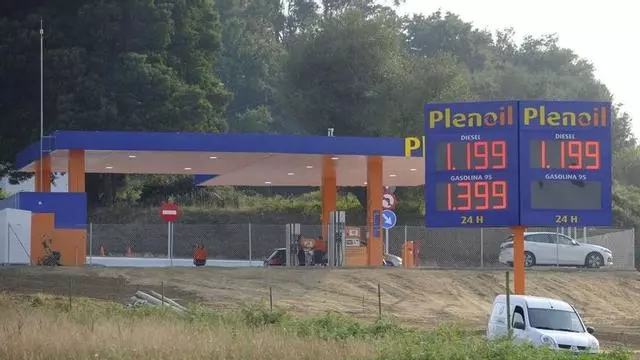 Plenoil
DIESEL
1.199
GASOLINA 95
1.399
24 H
Plenoil
DIESEL
1.199
GASOLINA 95
24 H